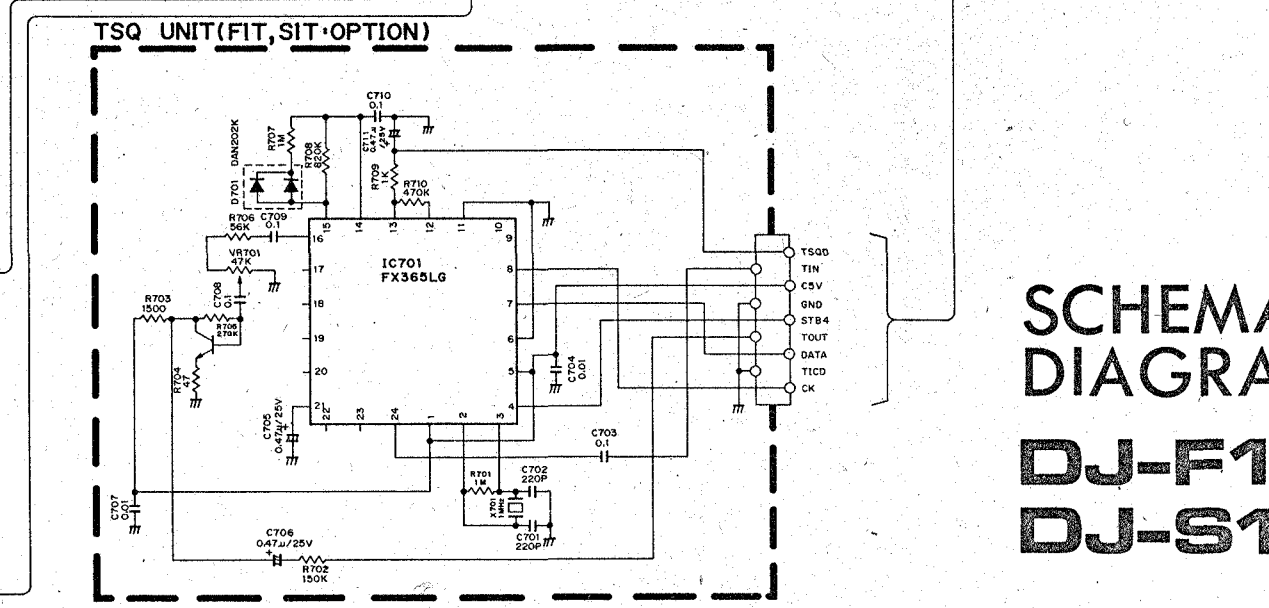 TSQ UNIT(F1T,S1T·OPTION)
C710
0.1
D701 DAN202K
R707
1M
R708
820K
C711
0.47μ
/25V
+
R709
1K
R710
470K
R706
56K
C709
0.1
VR701
47K
C708
0.1
R703
1500
R705
270K
R704
47
15
14
13
12
11
10
16
17
18
19
20
21
9
8
7
6
5
4
22
23
24
1
2
3
IC701
FX365LG
C705
0.47μ/25V
+
C704
0.01
C703
0.1
R701
1M
C702
220P
X701
1MHz
C701
220P
C707
0.01
C706
0.47μ/25V
+
R702
150K
TSQD
TIN
C5V
GND
STB4
TOUT
DATA
TICD
CK
SCHEMA
DIAGRA
DJ-F1
DJ-S1